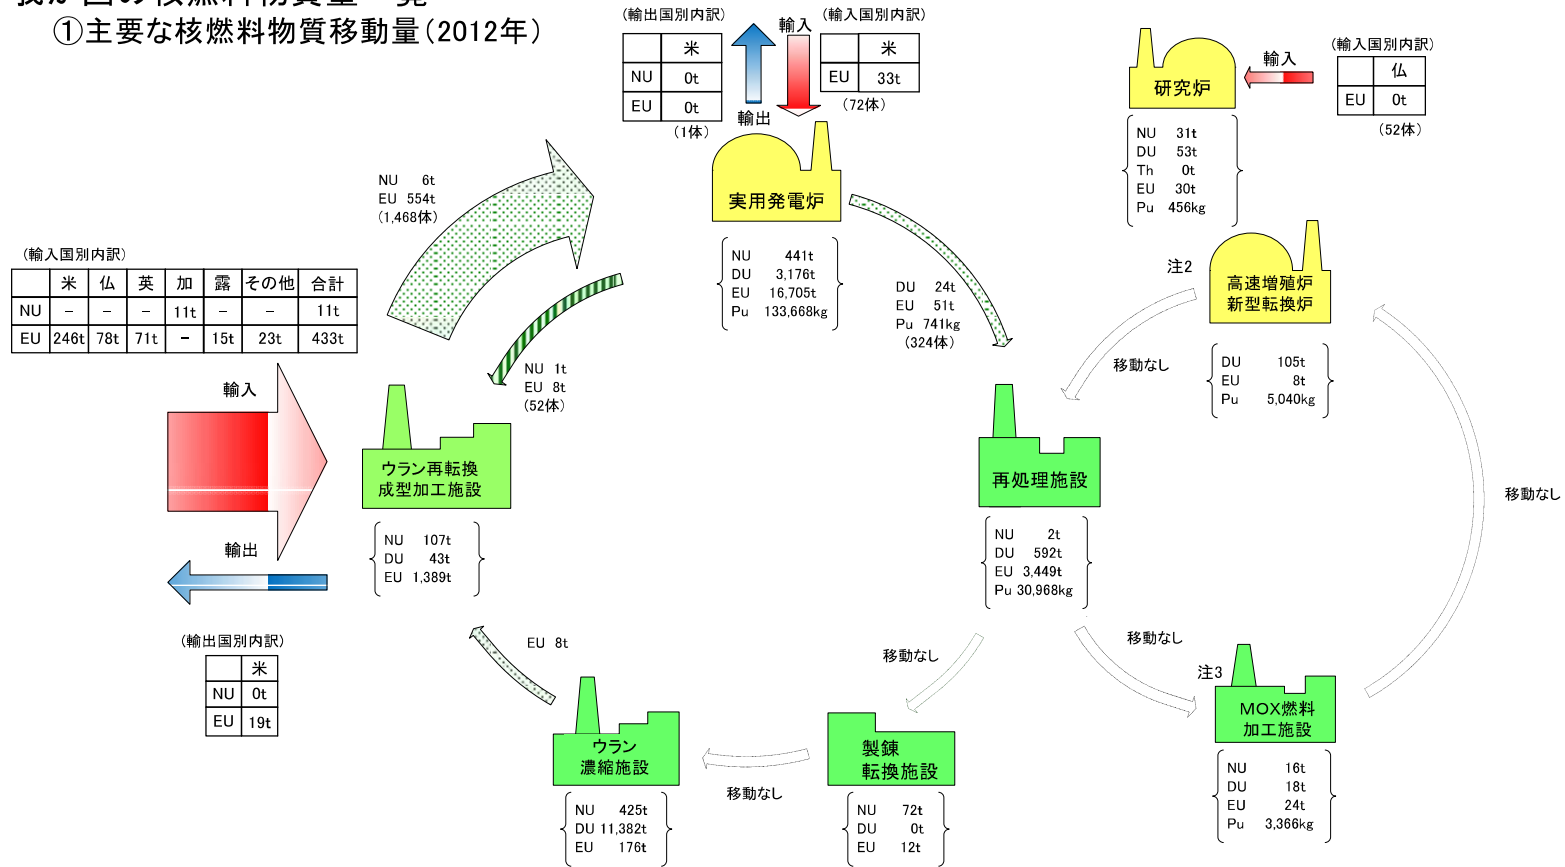 我が国の核燃料物質量一覧
①主要な核燃料物質移動量(2012年)
(輸出国別内訳)
米
NU 0t
EU 0t
(1体)
輸出
輸入
(輸入国別内訳)
米
EU 33t
(72体)
実用発電炉
NU 441t
DU 3,176t
EU 16,705t
Pu 133,668kg
研究炉
輸入
(輸入国別内訳)
仏
EU 0t
(52体)
NU 31t
DU 53t
Th 0t
EU 30t
Pu 456kg
NU 6t
EU 554t
(1,468体)
(輸入国別内訳)
米 仏 英 加 露 その他 合計
NU － － － 11t － － 11t
EU 246t 78t 71t － 15t 23t 433t
輸入
輸出
(輸出国別内訳)
米
NU 0t
EU 19t
NU 1t
EU 8t
(52体)
DU 24t
EU 51t
Pu 741kg
(324体)
注2
高速増殖炉
新型転換炉
DU 105t
EU 8t
Pu 5,040kg
移動なし
ウラン再転換
成型加工施設
NU 107t
DU 43t
EU 1,389t
再処理施設
NU 2t
DU 592t
EU 3,449t
Pu 30,968kg
移動なし
EU 8t
移動なし
移動なし
注3
MOX燃料
加工施設
NU 16t
DU 18t
EU 24t
Pu 3,366kg
ウラン
濃縮施設
NU 425t
DU 11,382t
EU 176t
移動なし
製錬
転換施設
NU 72t
DU 0t
EU 12t